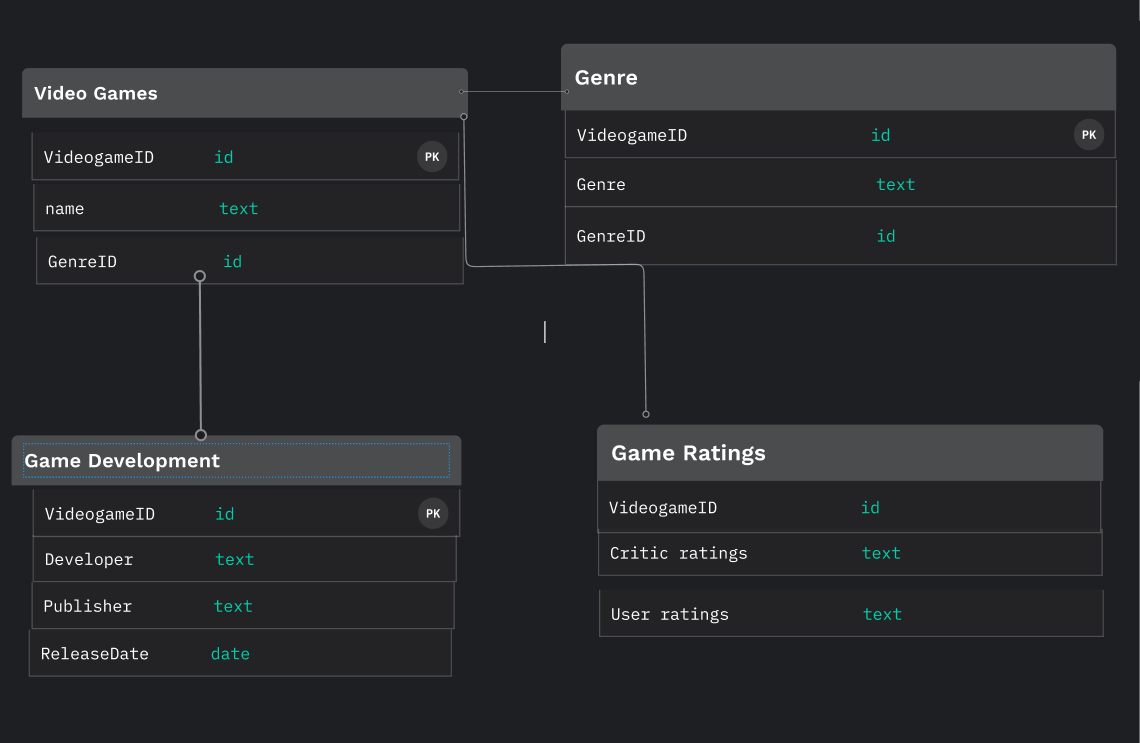 Video Games
VideogameID id PK
name text
GenreID id
Genre
VideogameID id PK
Genre text
GenreID id
Game Development
VideogameID id PK
Developer text
Publisher text
ReleaseDate date
Game Ratings
VideogameID id
Critic ratings text
User ratings text